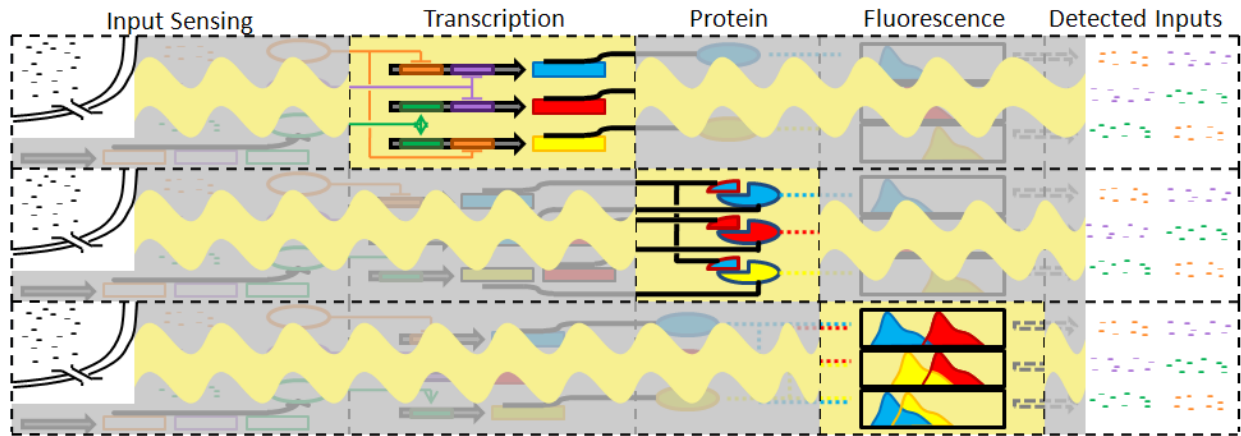 Input Sensing
Transcription
Protein
Fluorescence
Detected Inputs